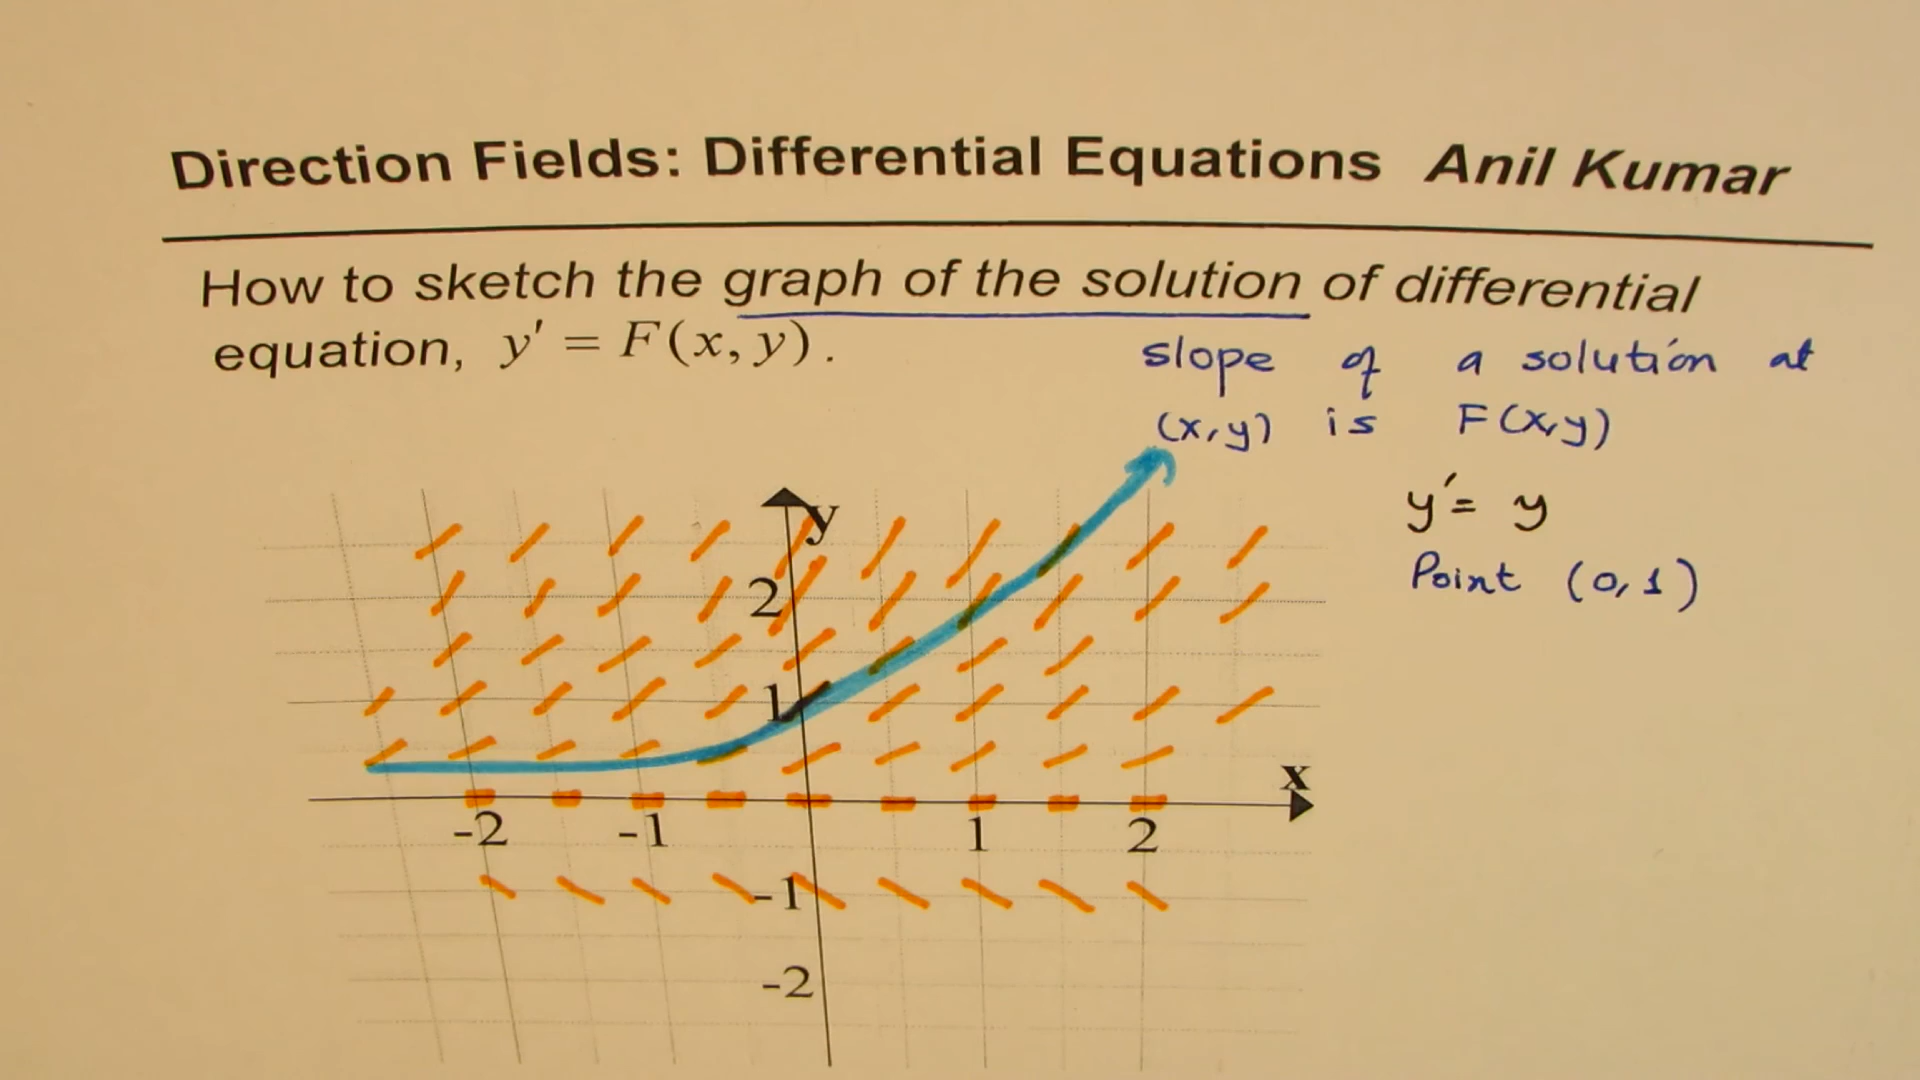 Direction Fields: Differential Equations Anil Kumar
How to sketch the graph of the solution of differential
equation, y' = F(x, y).
slope of a solution at
(x,y) is F(x,y)
y' = y
Point (0,1)
y
2
1
x
-2 -1 1 2
-1
-2